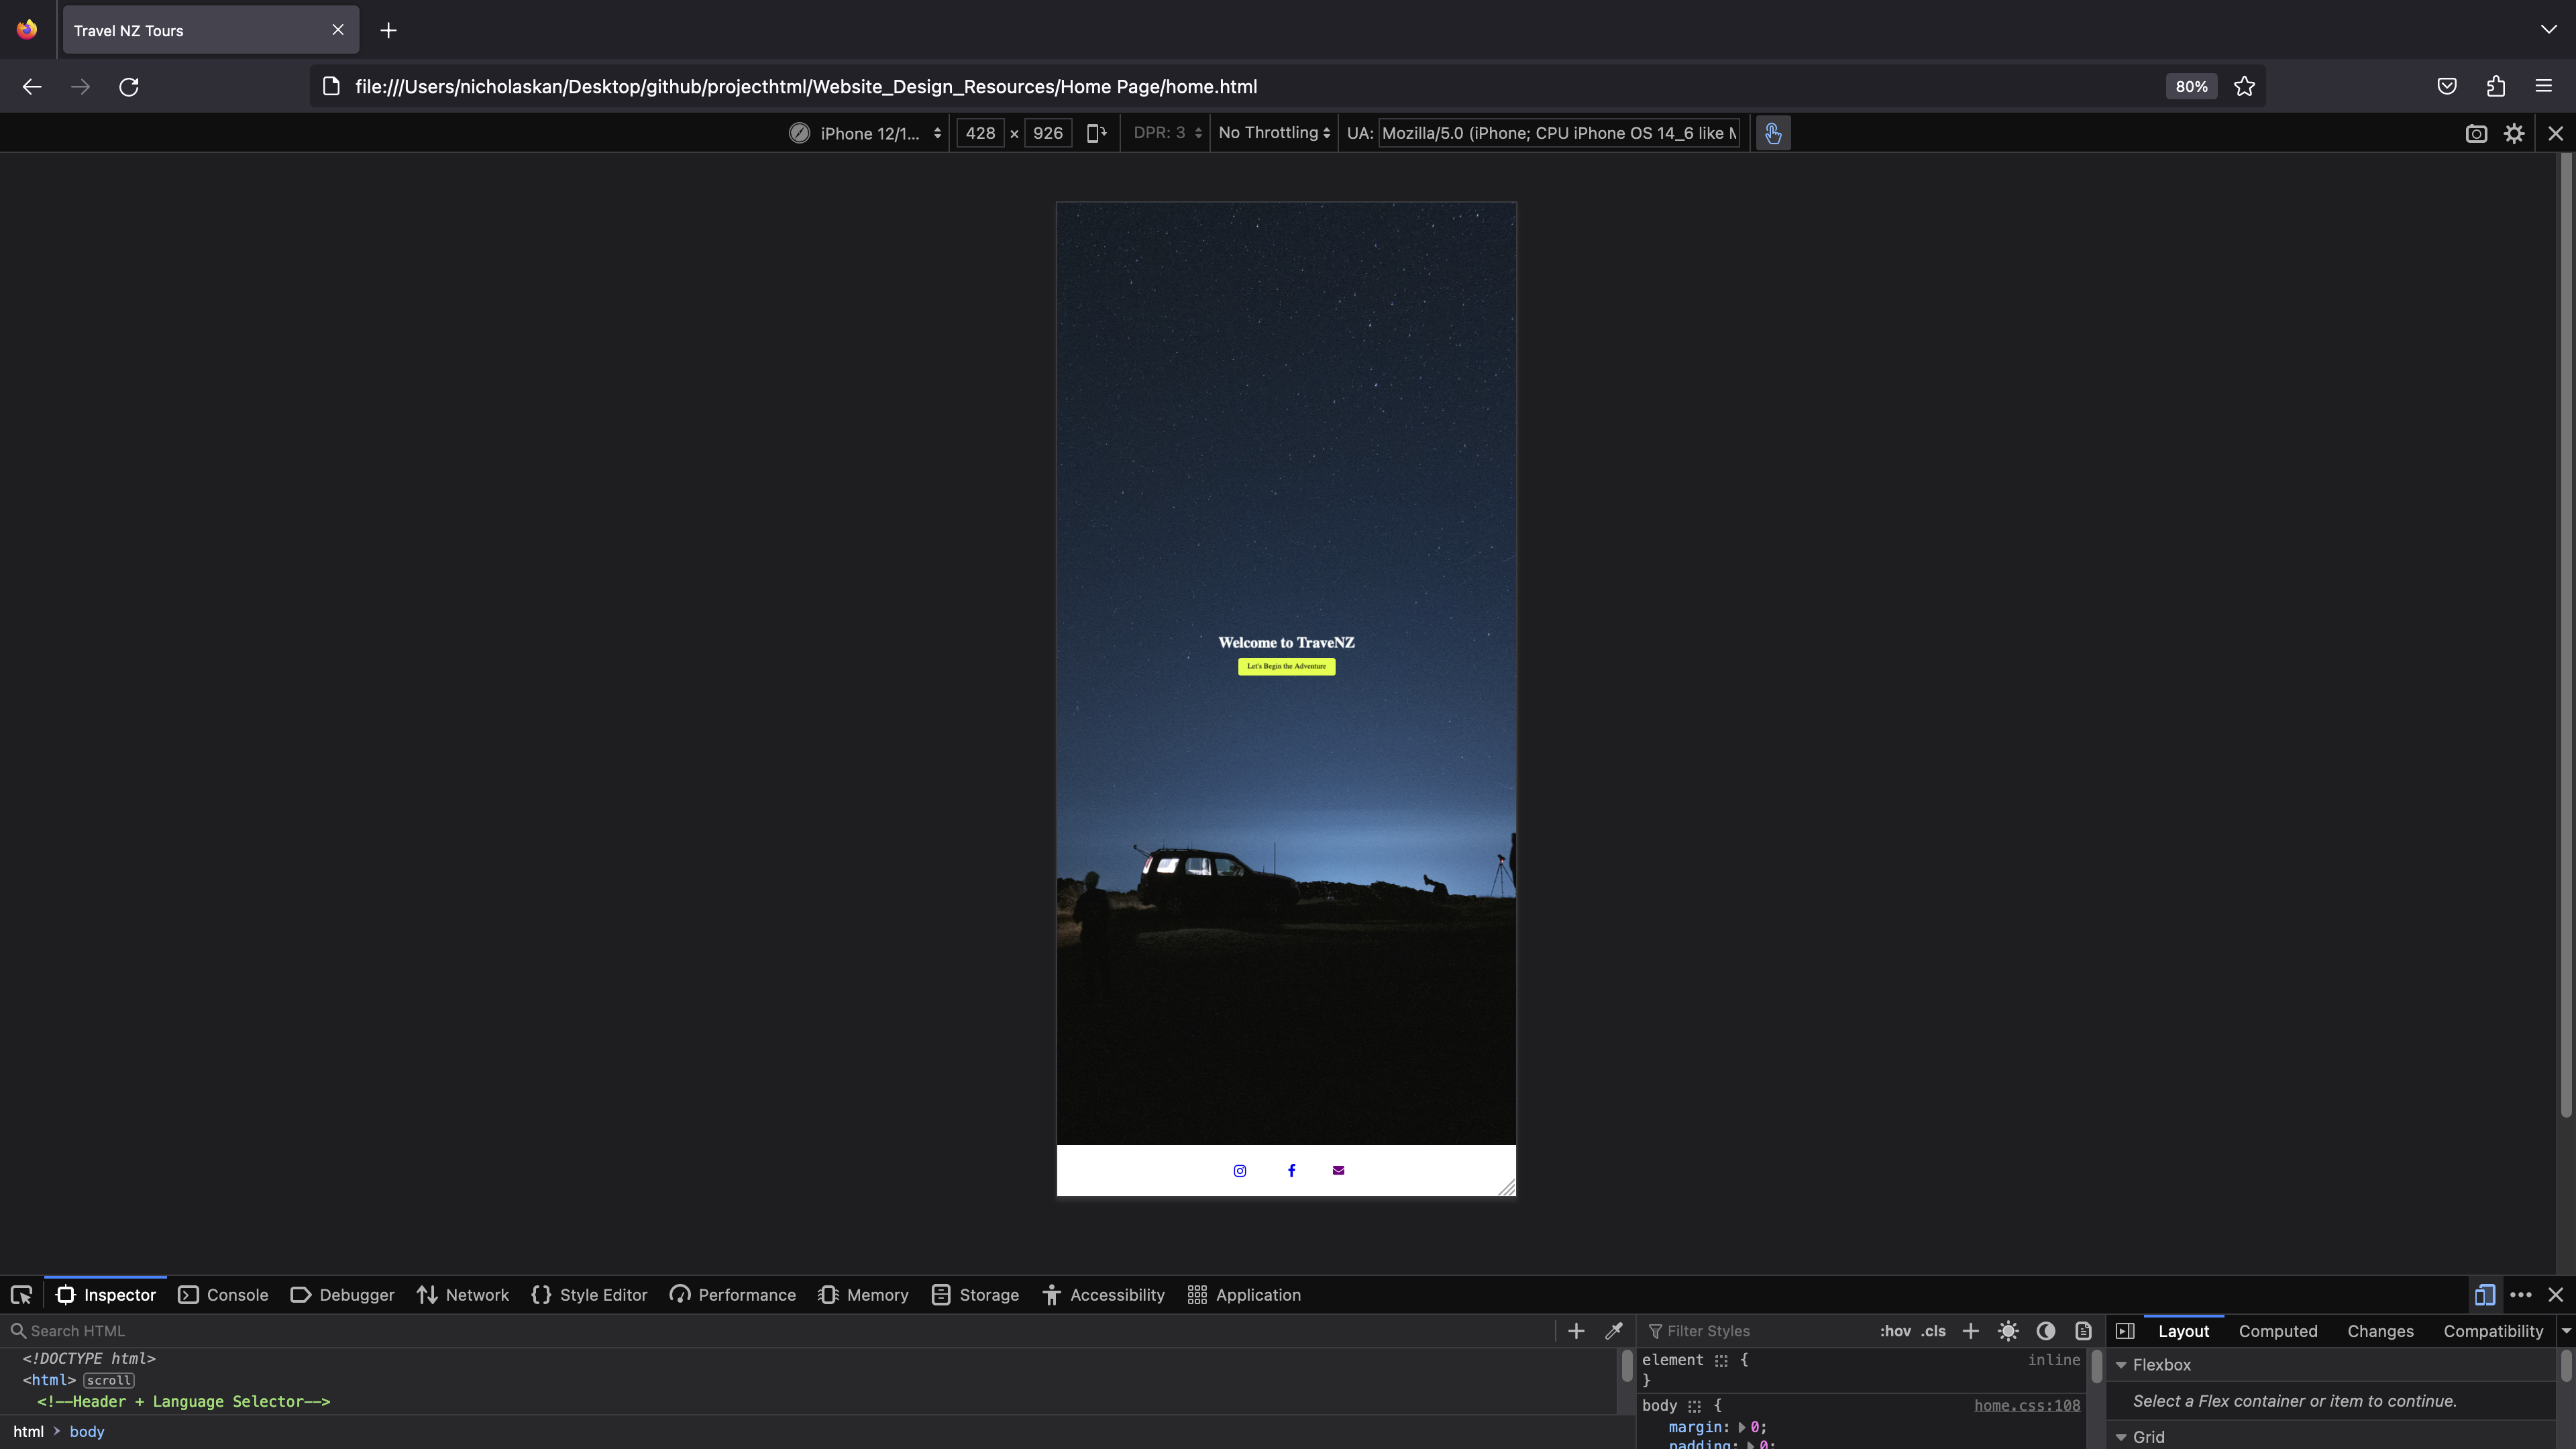 Travel NZ Tours
file:///Users/nicholaskan/Desktop/github/projecthtml/Website_Design_Resources/Home Page/home.html
80%
iPhone 12/1... 428 × 926 DPR: 3 No Throttling UA: Mozilla/5.0 (iPhone; CPU iPhone OS 14_6 like M
Welcome to TraveNZ
Let's Begin the Adventure
Inspector Console Debugger Network Style Editor Performance Memory Storage Accessibility Application
Search HTML
<!DOCTYPE html>
<html> scroll
<!--Header + Language Selector-->
html > body
Filter Styles :hov .cls
element { inline
}
body { home.css:108
margin: 0;
padding: 0;
Layout Computed Changes Compatibility
Flexbox
Select a Flex container or item to continue.
Grid